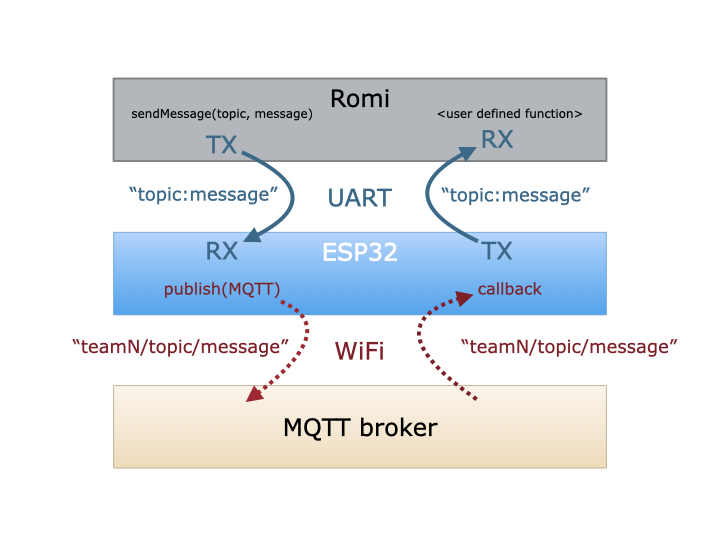 Romi
sendMessage(topic, message)
<user defined function>
TX
RX
“topic:message”
UART
“topic:message”
RX
ESP32
TX
publish(MQTT)
callback
“teamN/topic/message”
WiFi
“teamN/topic/message”
MQTT broker